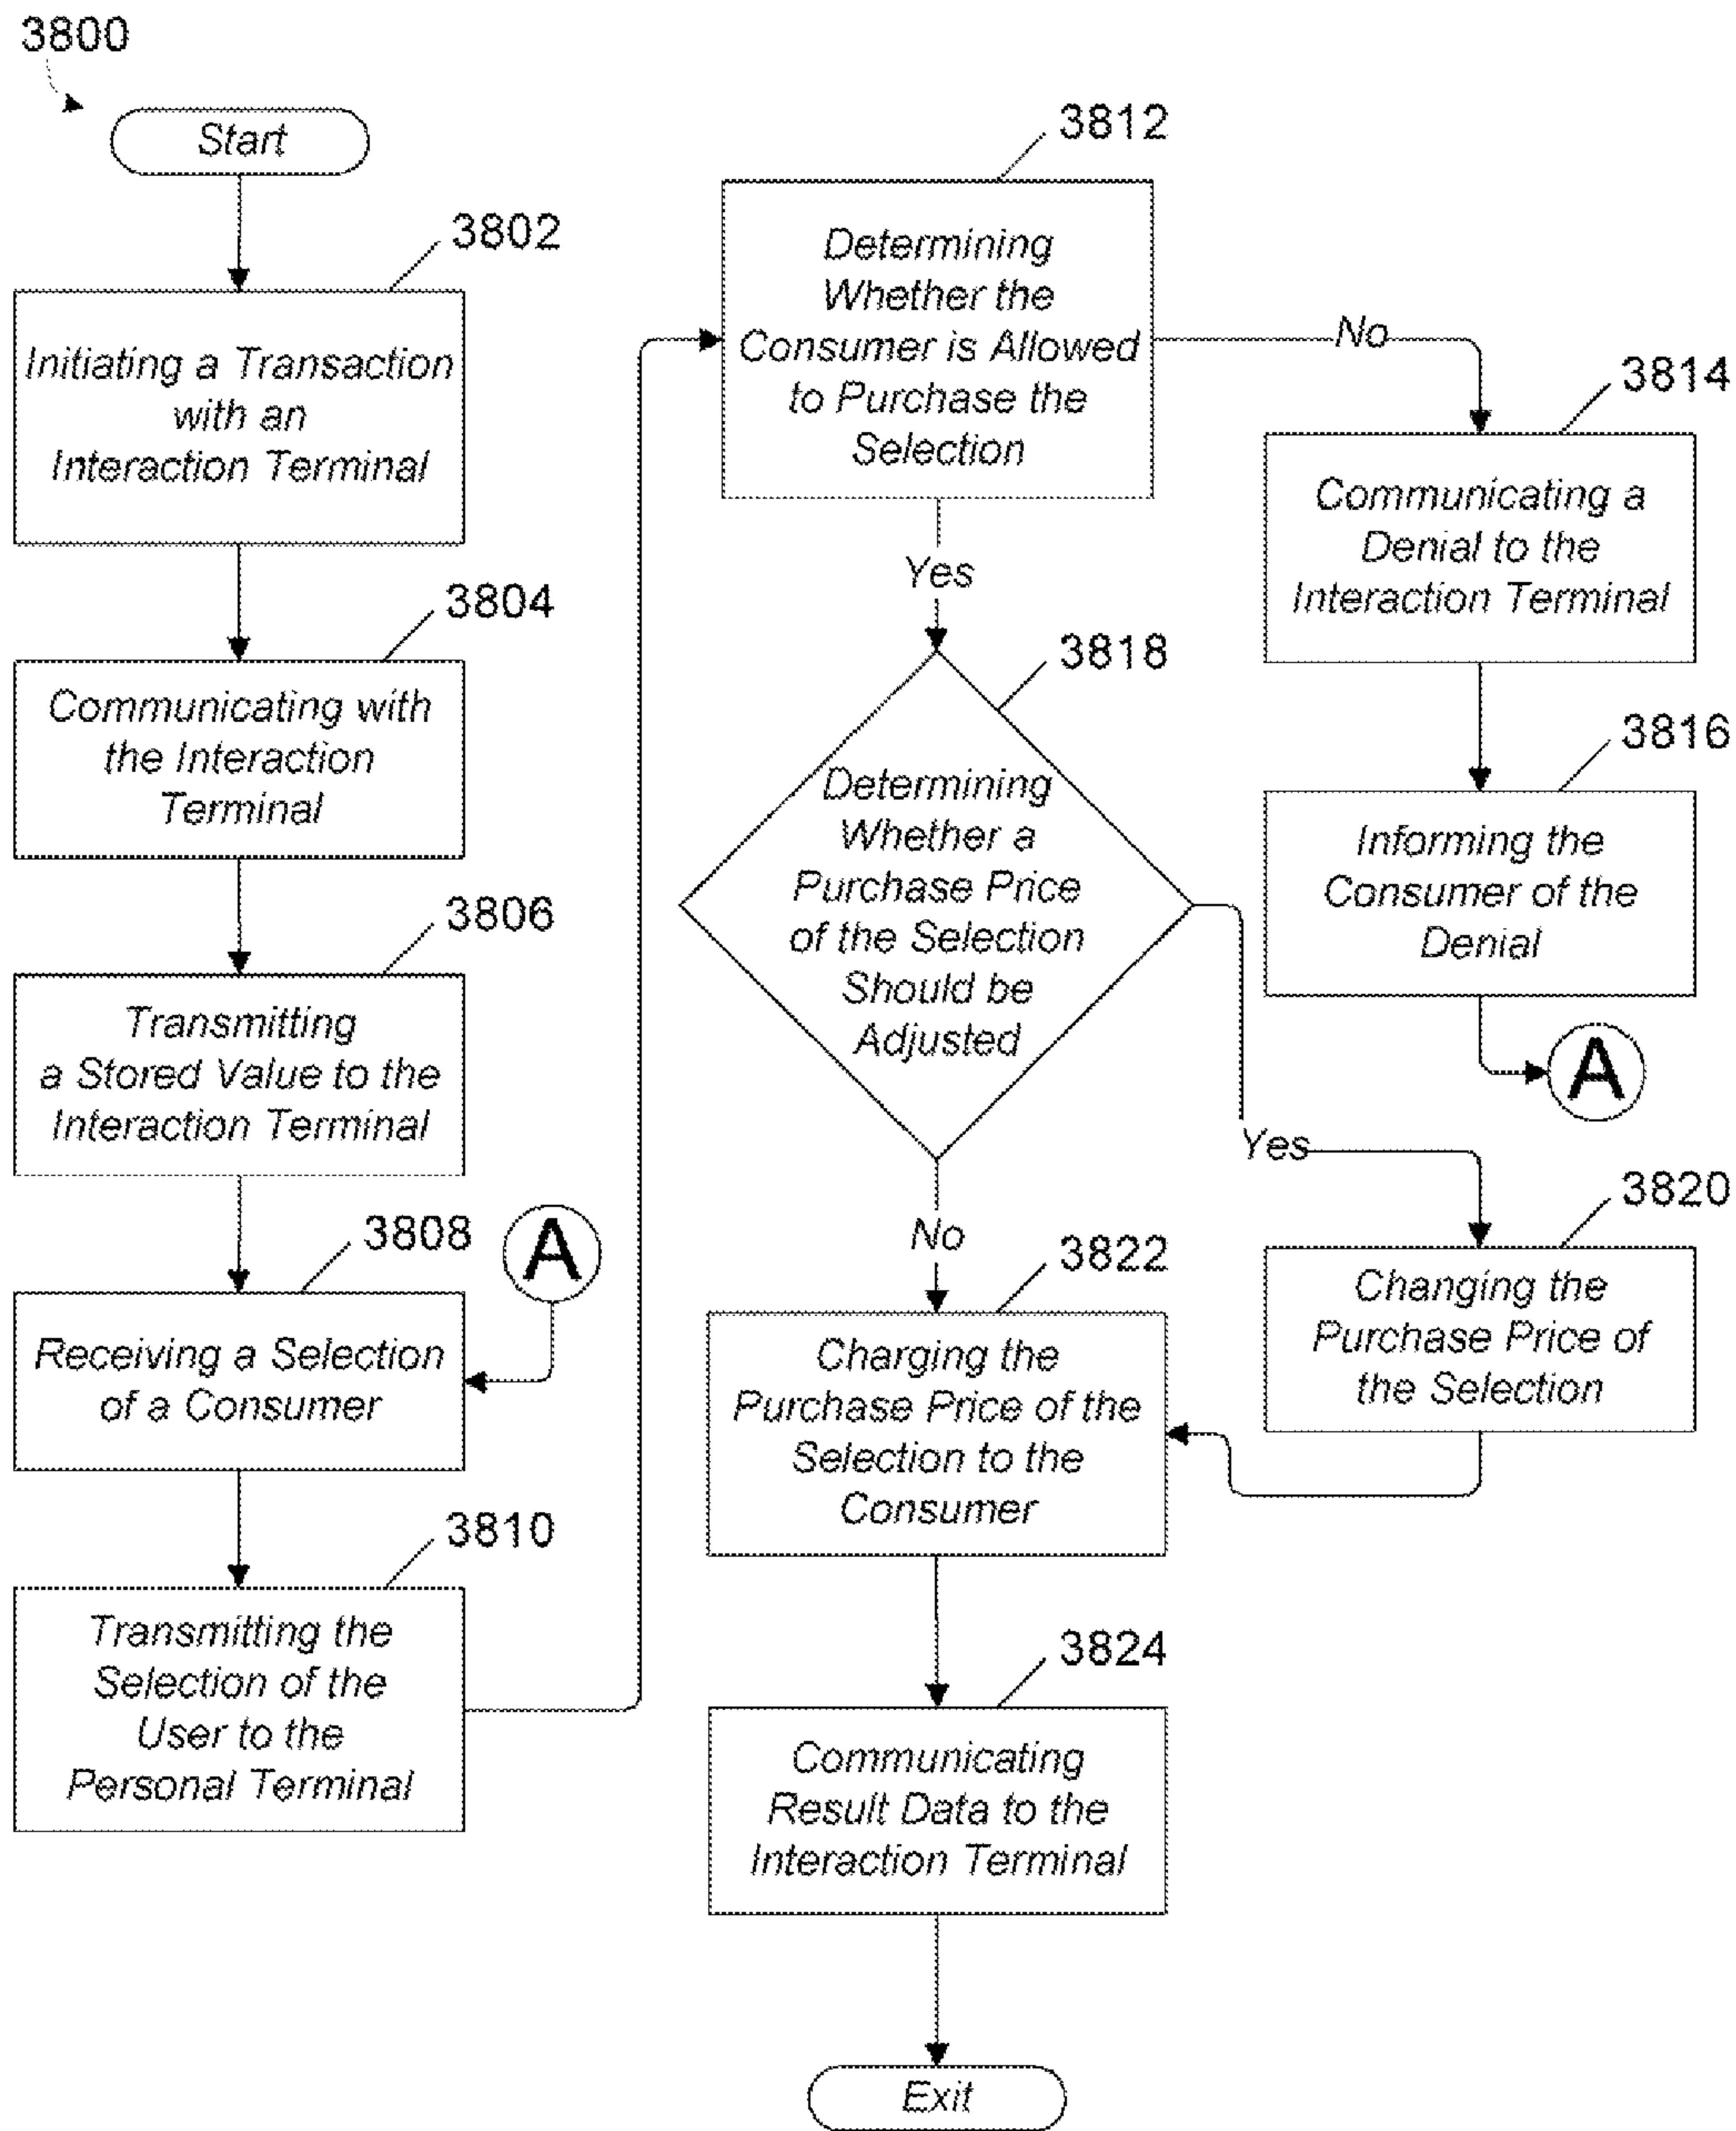 3800
Start
3802
Initiating a Transaction
with an
Interaction Terminal
3804
Communicating with
the Interaction
Terminal
3806
Transmitting
a Stored Value to the
Interaction Terminal
3808
A
Receiving a Selection
of a Consumer
3810
Transmitting the
Selection of the
User to the
Personal Terminal
3812
Determining
Whether the
Consumer is Allowed
to Purchase the
Selection
No
Yes
3814
Communicating a
Denial to the
Interaction Terminal
3816
Informing the
Consumer of the
Denial
A
3818
Determining
Whether a
Purchase Price
of the Selection
Should be
Adjusted
Yes
No
3820
Changing the
Purchase Price of
the Selection
3822
Charging the
Purchase Price of the
Selection to the
Consumer
3824
Communicating
Result Data to the
Interaction Terminal
Exit